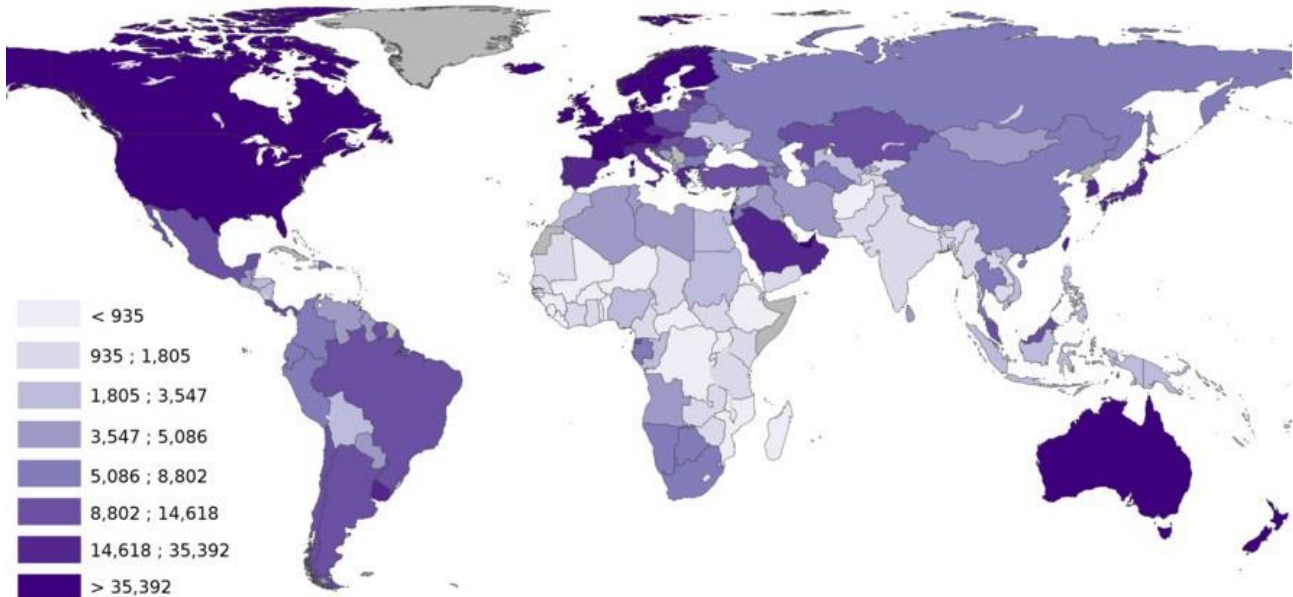 < 935
935 ; 1,805
1,805 ; 3,547
3,547 ; 5,086
5,086 ; 8,802
8,802 ; 14,618
14,618 ; 35,392
> 35,392